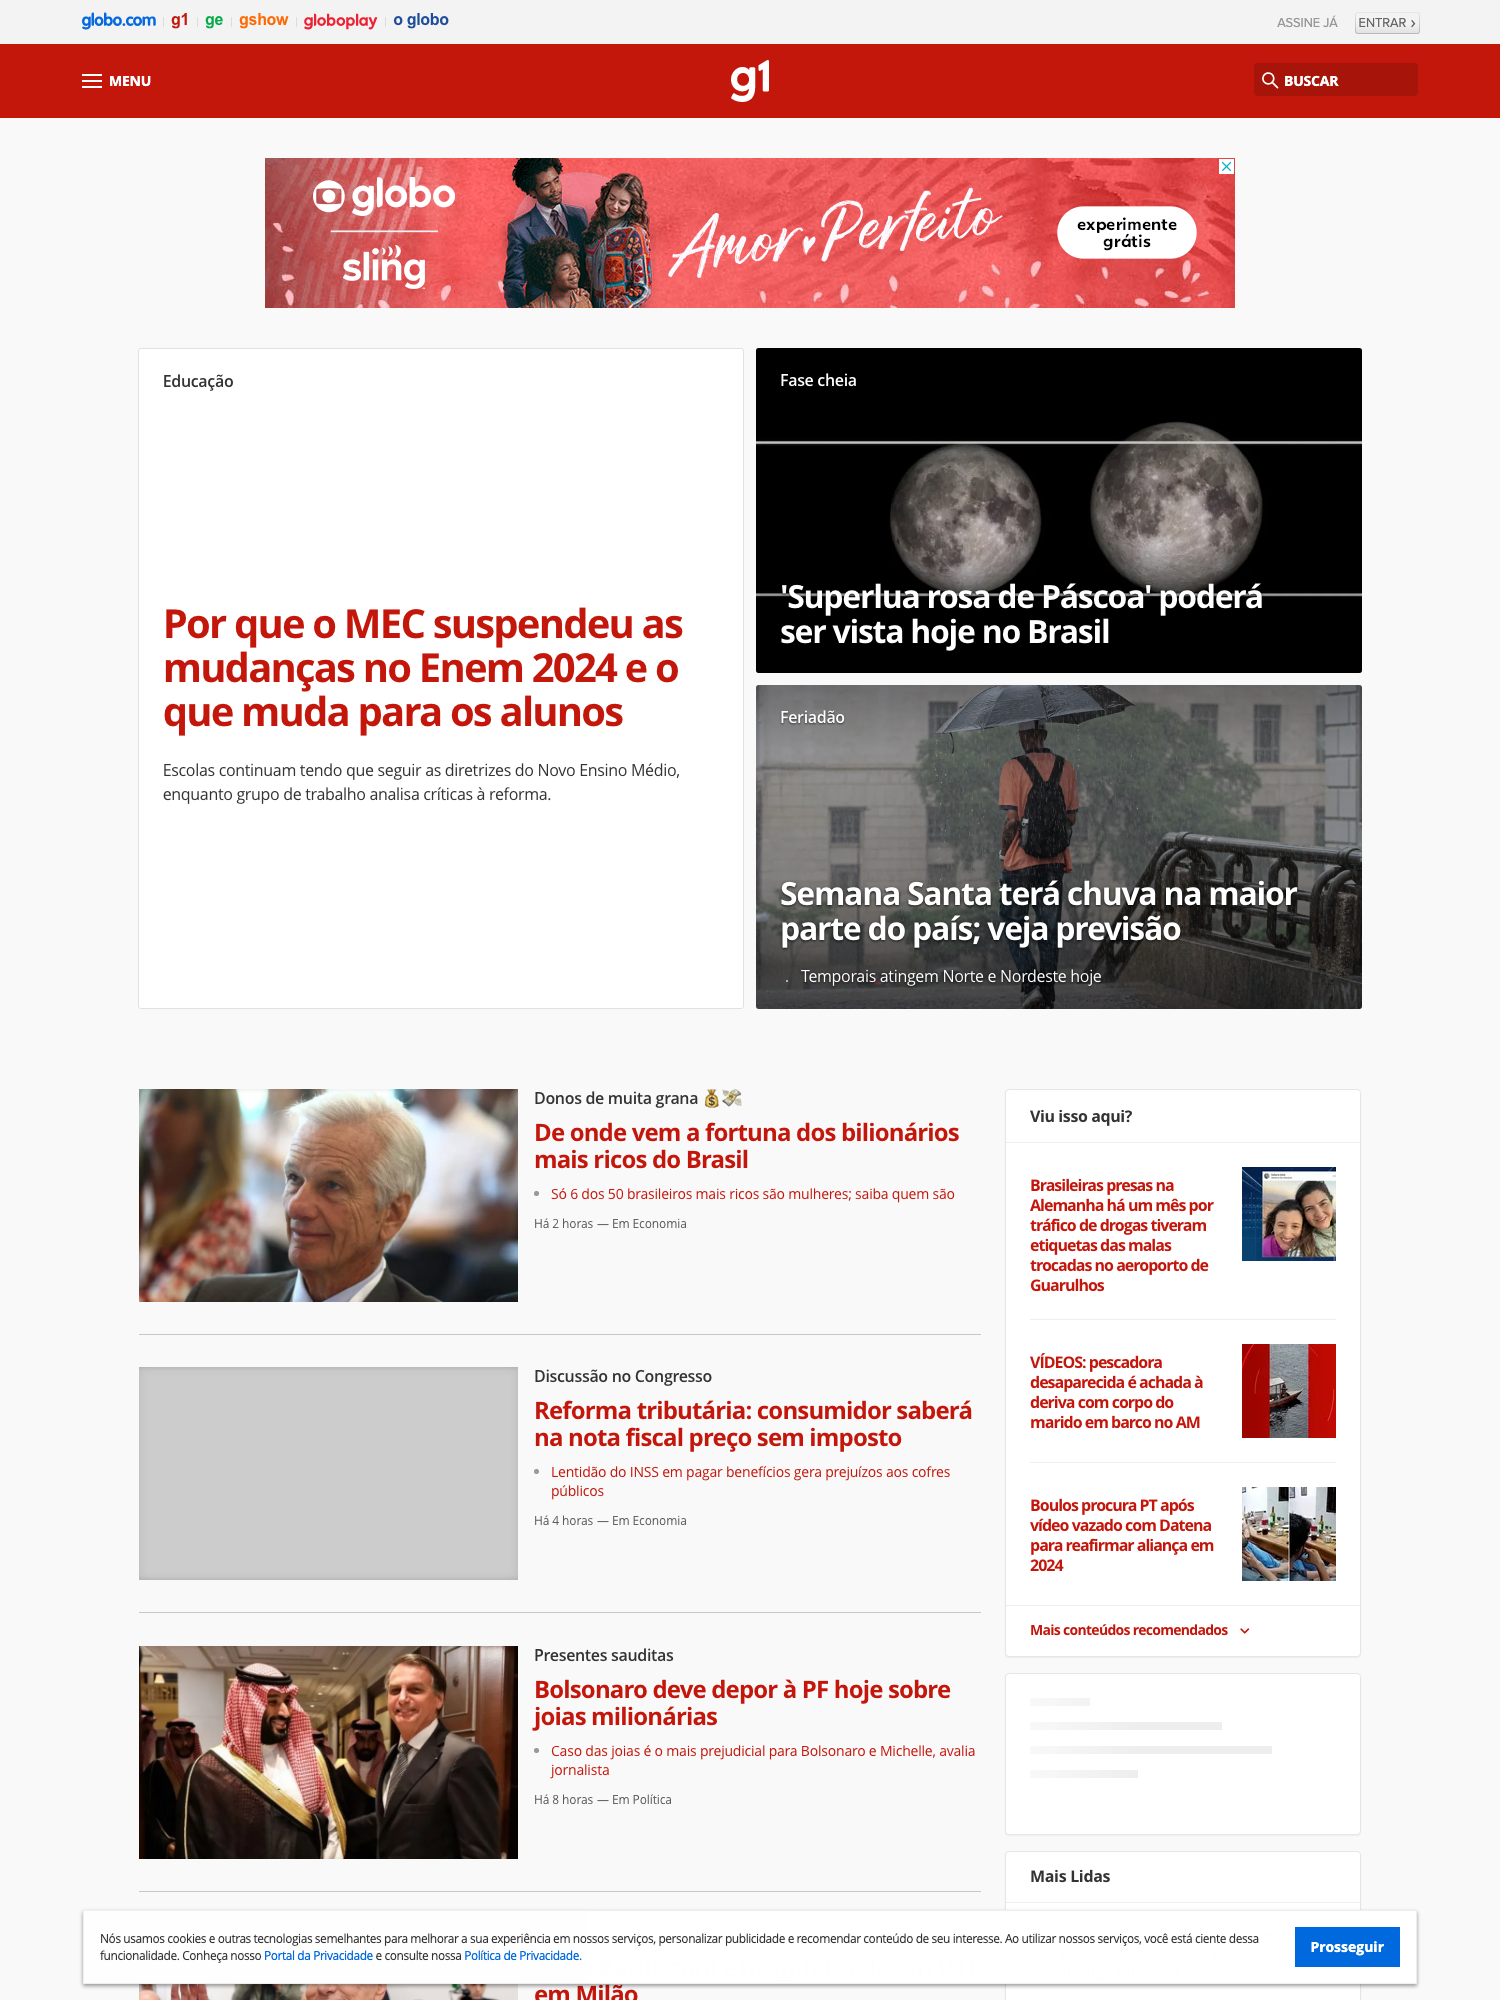 globo.com g1 ge gshow globoplay o globo
ASSINE JÁ ENTRAR ›
MENU
g1
BUSCAR
globo
sling
Amor Perfeito
experimente
grátis
Educação
Por que o MEC suspendeu as
mudanças no Enem 2024 e o
que muda para os alunos
Escolas continuam tendo que seguir as diretrizes do Novo Ensino Médio,
enquanto grupo de trabalho analisa críticas à reforma.
Fase cheia
'Superlua rosa de Páscoa' poderá
ser vista hoje no Brasil
Feriadão
Semana Santa terá chuva na maior
parte do país; veja previsão
. Temporais atingem Norte e Nordeste hoje
Donos de muita grana 💰💸
De onde vem a fortuna dos bilionários
mais ricos do Brasil
Só 6 dos 50 brasileiros mais ricos são mulheres; saiba quem são
Há 2 horas — Em Economia
Discussão no Congresso
Reforma tributária: consumidor saberá
na nota fiscal preço sem imposto
Lentidão do INSS em pagar benefícios gera prejuízos aos cofres
públicos
Há 4 horas — Em Economia
Presentes sauditas
Bolsonaro deve depor à PF hoje sobre
joias milionárias
Caso das joias é o mais prejudicial para Bolsonaro e Michelle, avalia
jornalista
Há 8 horas — Em Política
Viu isso aqui?
Brasileiras presas na
Alemanha há um mês por
tráfico de drogas tiveram
etiquetas das malas
trocadas no aeroporto de
Guarulhos
VÍDEOS: pescadora
desaparecida é achada à
deriva com corpo do
marido em barco no AM
Boulos procura PT após
vídeo vazado com Datena
para reafirmar aliança em
2024
Mais conteúdos recomendados
Mais Lidas
Nós usamos cookies e outras tecnologias semelhantes para melhorar a sua experiência em nossos serviços, personalizar publicidade e recomendar conteúdo de seu interesse. Ao utilizar nossos serviços, você está ciente dessa
funcionalidade. Conheça nosso Portal da Privacidade e consulte nossa Política de Privacidade.
Prosseguir
em Milão